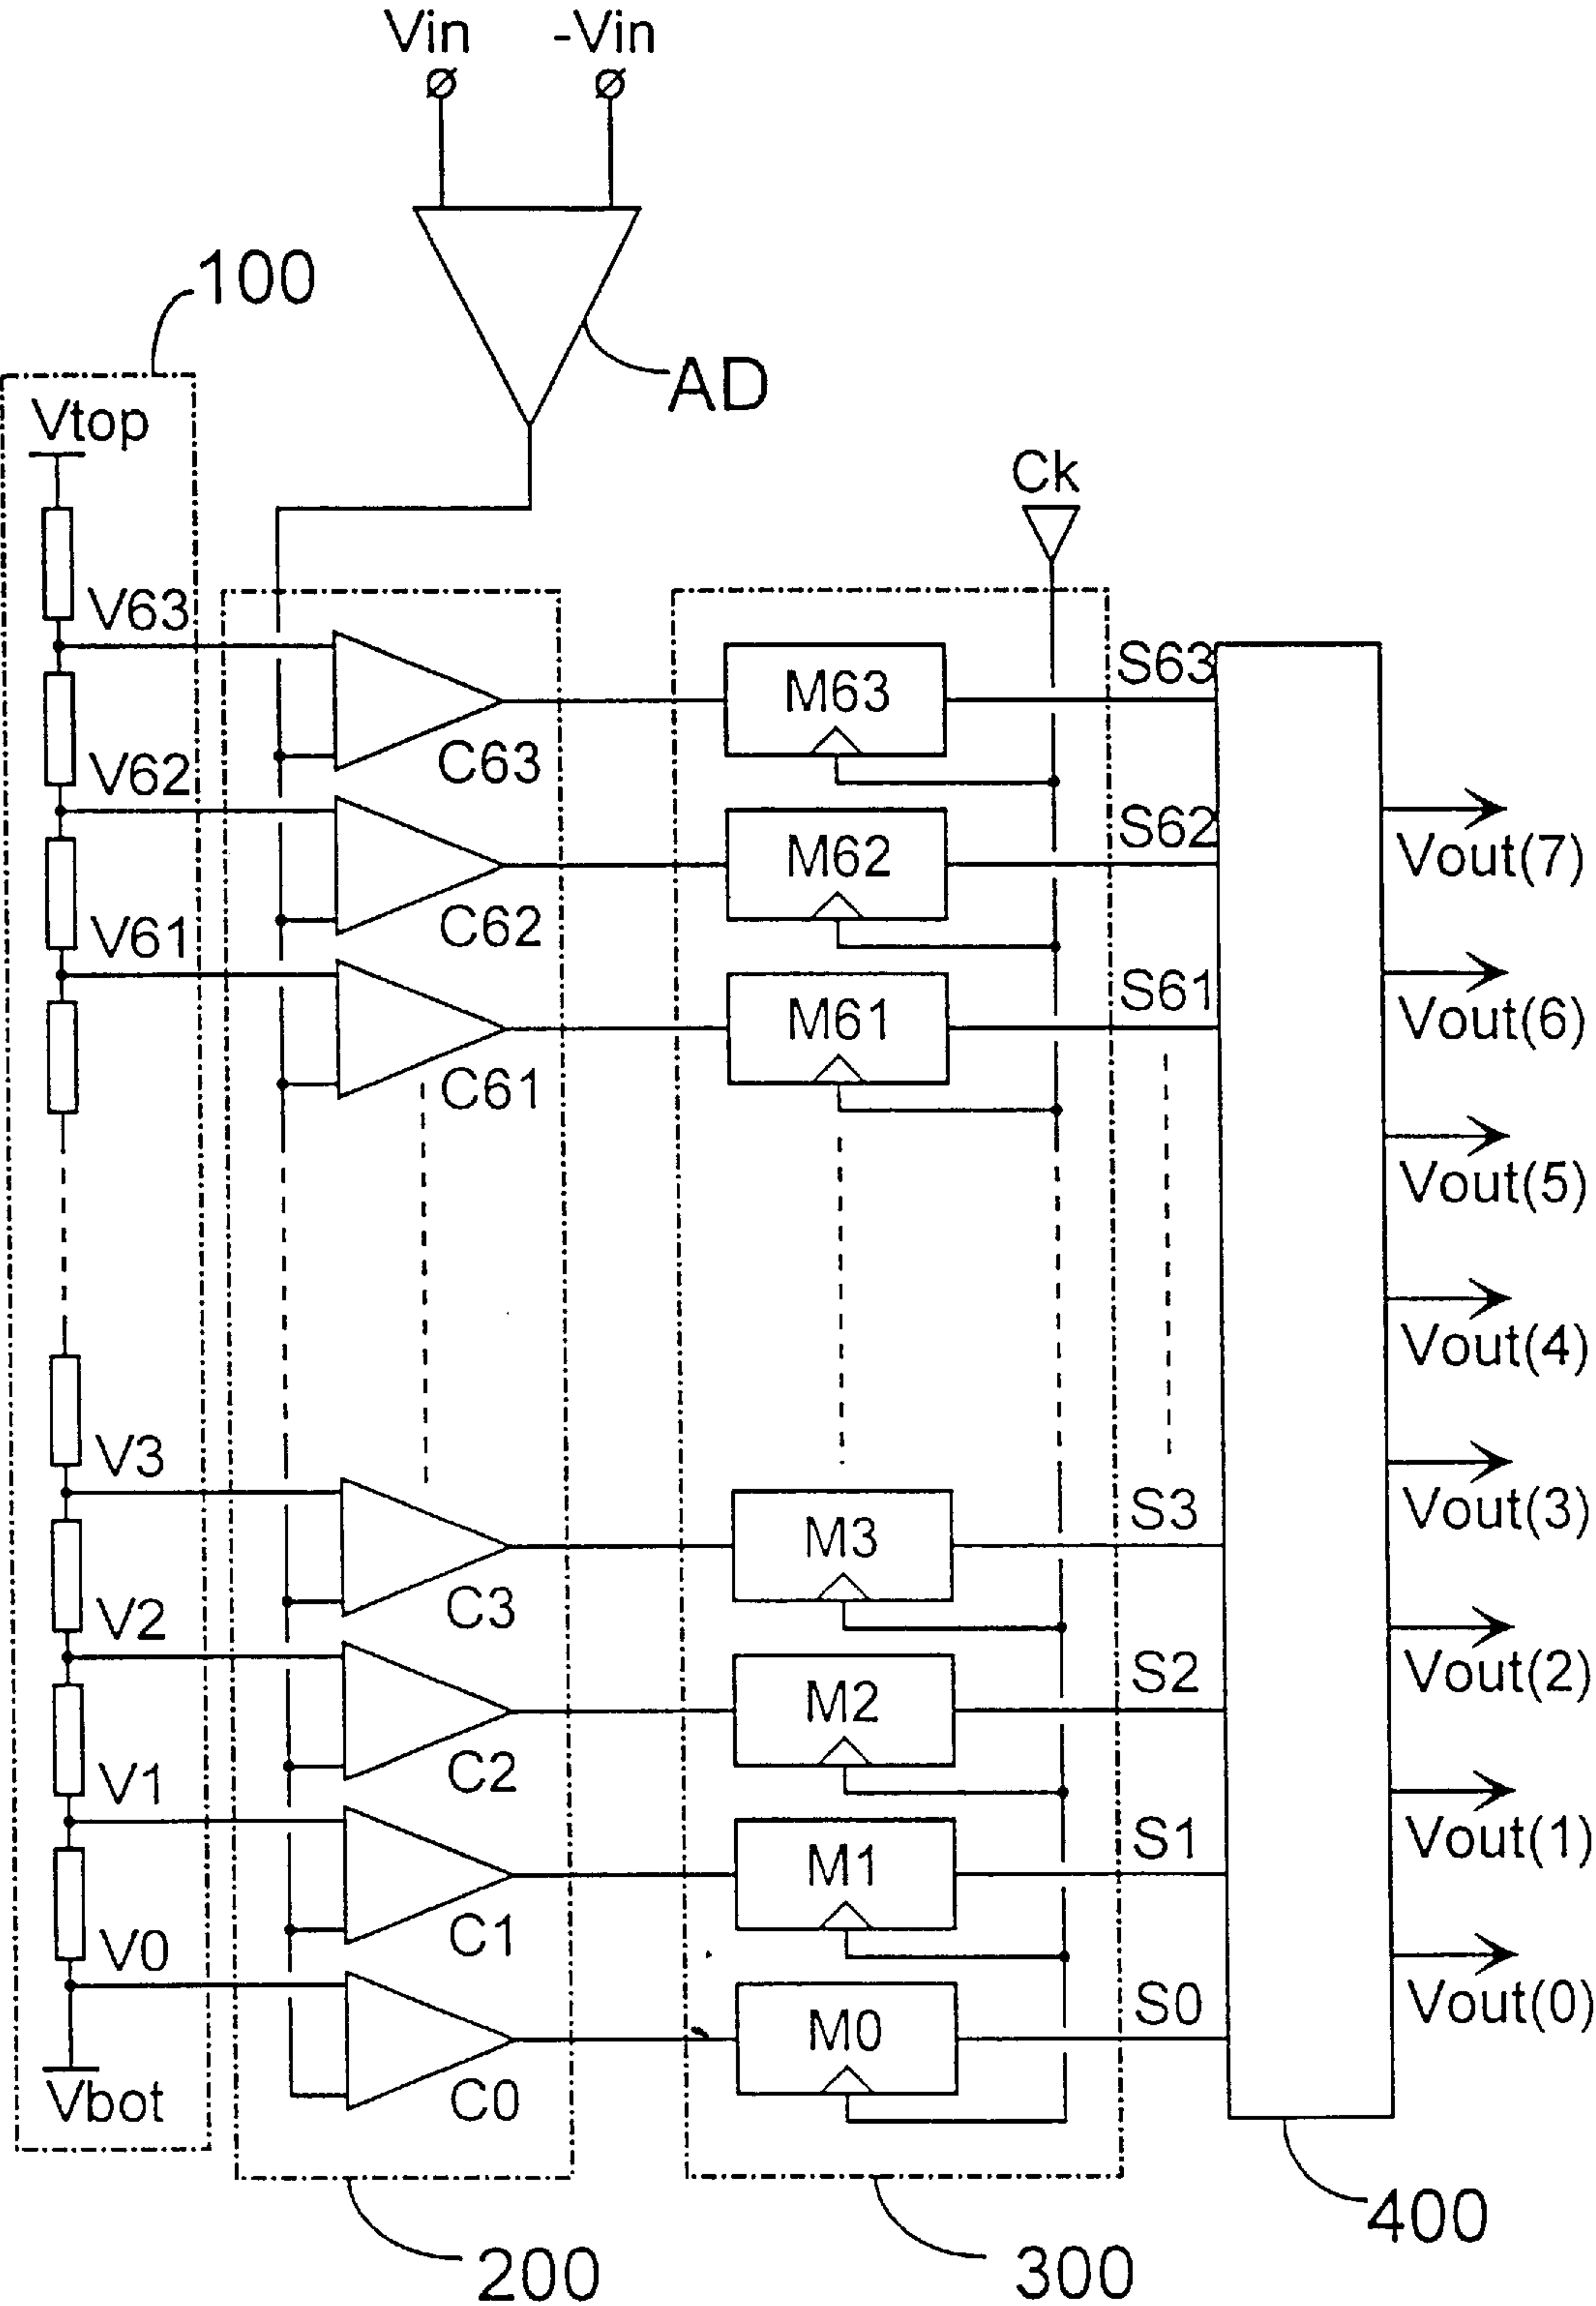 Vin -Vin
100
AD
Vtop
Ck
V63
S63
M63
C63
V62
S62
M62
Vout(7)
C62
V61
S61
M61
Vout(6)
C61
Vout(5)
Vout(4)
V3
S3
Vout(3)
M3
C3
V2
S2
Vout(2)
M2
C2
V1
S1
Vout(1)
M1
C1
V0
S0
Vout(0)
M0
Vbot
C0
400
200
300